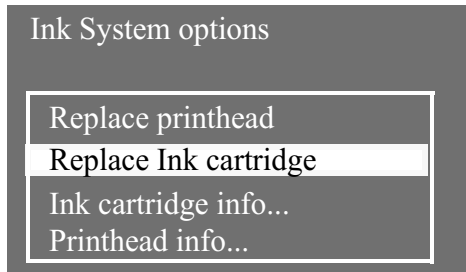 Ink System options
Replace printhead
Replace Ink cartridge
Ink cartridge info...
Printhead info...